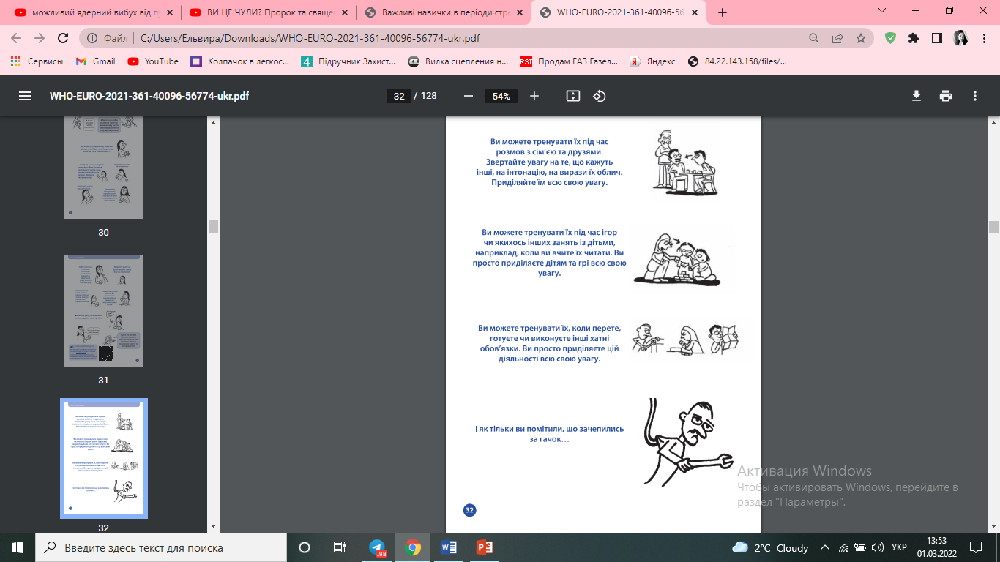 можливий ядерний вибух від пу
ВИ ЦЕ ЧУЛИ? Пророк та священ
Важливі навички в періоди стре
WHO-EURO-2021-361-40096-56
Файл C:/Users/Ельвира/Downloads/WHO-EURO-2021-361-40096-56774-ukr.pdf
Сервисы Gmail YouTube Колпачок в легкос... Підручник Захист... Вилка сцепления н... RST Продам ГАЗ Газел... Яндекс 84.22.143.158/files/...
WHO-EURO-2021-361-40096-56774-ukr.pdf 32 / 128 54%
30
31
32
Ви можете тренувати їх під час
розмов з сім’єю та друзями.
Звертайте увагу на те, що кажуть
інші, на інтонацію, на вирази їх облич.
Приділяйте їм всю свою увагу.
Ви можете тренувати їх під час ігор
чи якихось інших занять із дітьми,
наприклад, коли ви вчите їх читати. Ви
просто приділяєте дітям та грі всю свою
увагу.
Ви можете тренувати їх, коли перете,
готуєте чи виконуєте інші хатні
обов’язки. Ви просто приділяєте цій
діяльності всю свою увагу.
І як тільки ви помітили, що зачепились
за гачок…
32
Активация Windows
Чтобы активировать Windows, перейдите в
раздел "Параметры".
Введите здесь текст для поиска
98
2°C Cloudy
УКР
13:53
01.03.2022